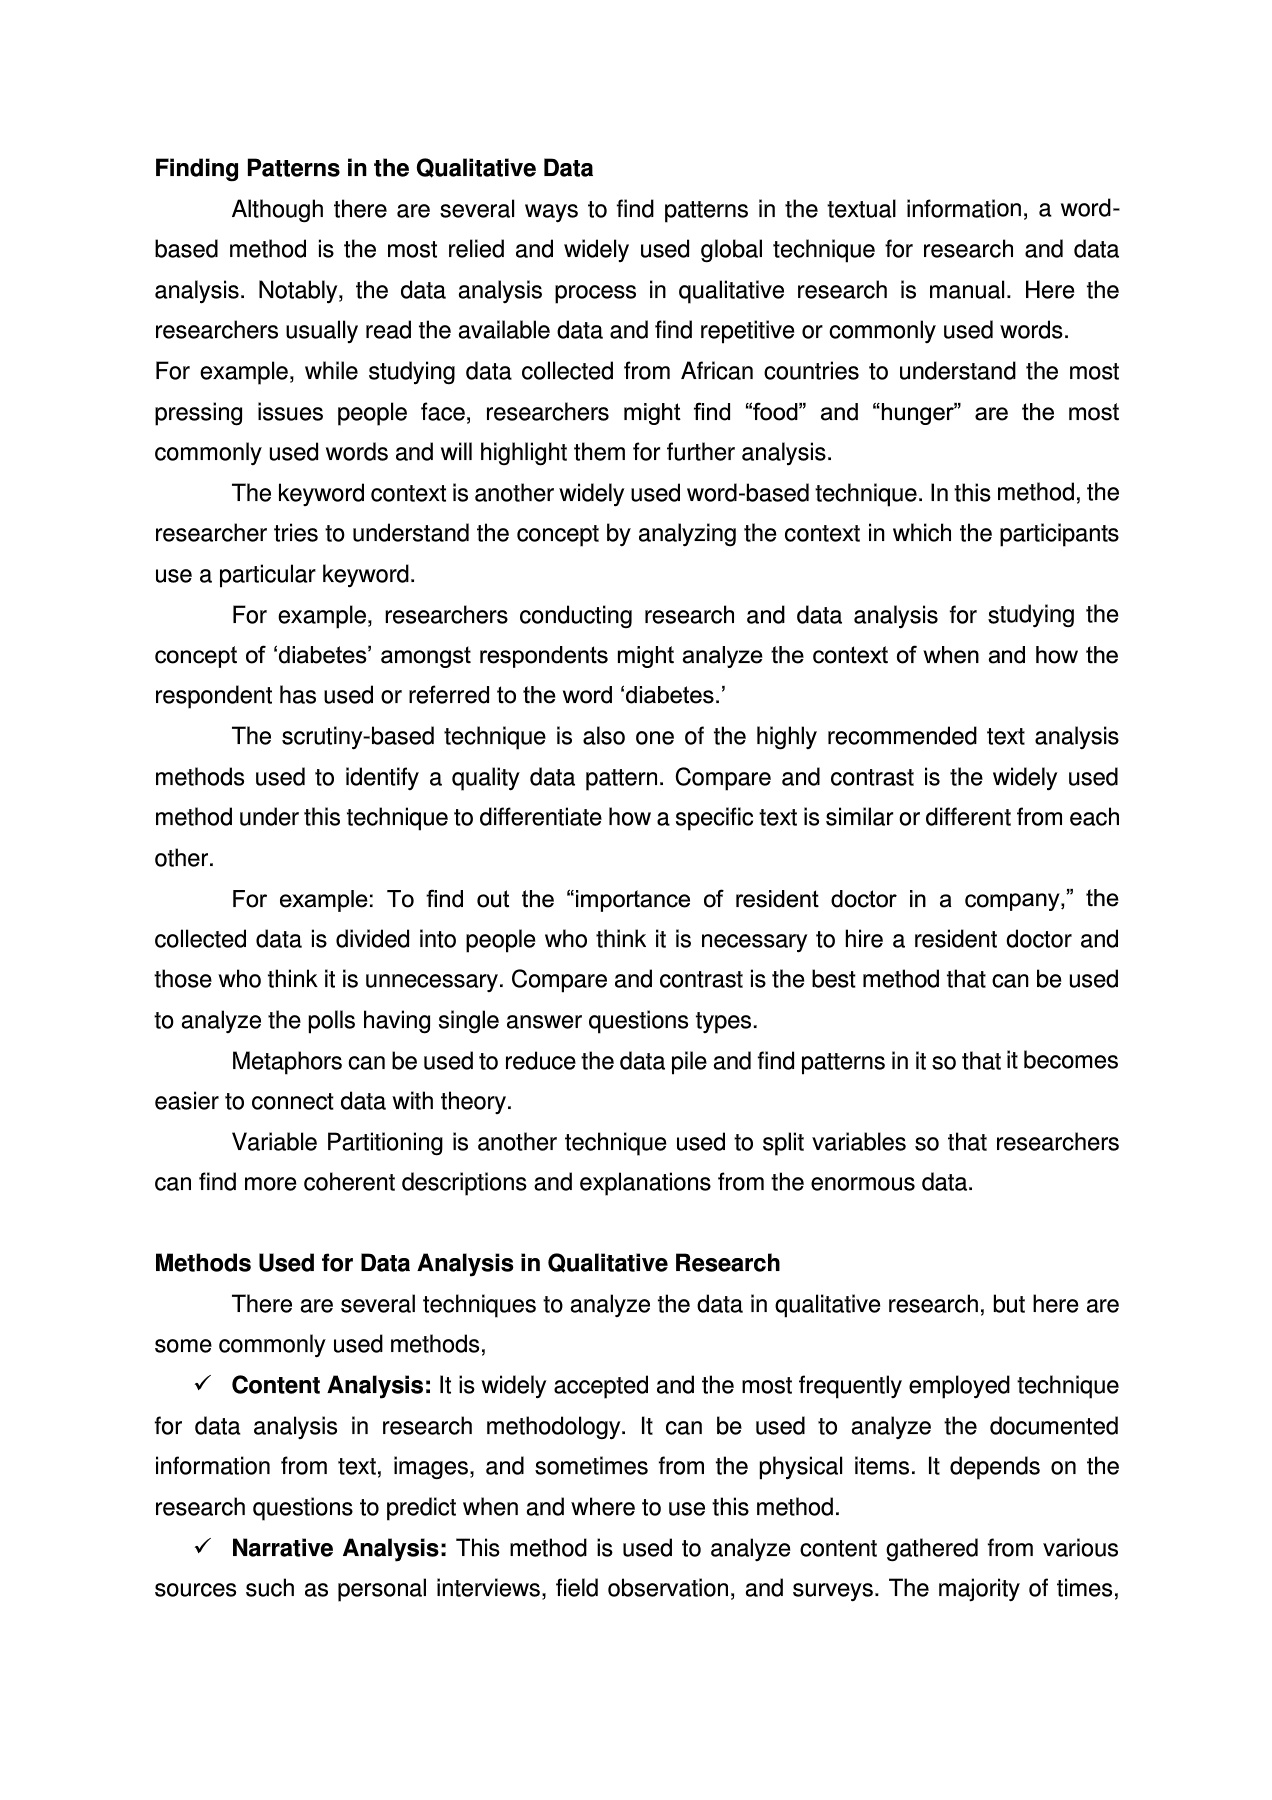 Finding Patterns in the Qualitative Data
Although there are several ways to find patterns in the textual information, a word-
based method is the most relied and widely used global technique for research and data
analysis. Notably, the data analysis process in qualitative research is manual. Here the
researchers usually read the available data and find repetitive or commonly used words.
For example, while studying data collected from African countries to understand the most
pressing issues people face, researchers might find “food” and “hunger” are the most
commonly used words and will highlight them for further analysis.
The keyword context is another widely used word-based technique. In this method, the
researcher tries to understand the concept by analyzing the context in which the participants
use a particular keyword.
For example, researchers conducting research and data analysis for studying the
concept of ‘diabetes’ amongst respondents might analyze the context of when and how the
respondent has used or referred to the word ‘diabetes.’
The scrutiny-based technique is also one of the highly recommended text analysis
methods used to identify a quality data pattern. Compare and contrast is the widely used
method under this technique to differentiate how a specific text is similar or different from each
other.
For example: To find out the “importance of resident doctor in a company,” the
collected data is divided into people who think it is necessary to hire a resident doctor and
those who think it is unnecessary. Compare and contrast is the best method that can be used
to analyze the polls having single answer questions types.
Metaphors can be used to reduce the data pile and find patterns in it so that it becomes
easier to connect data with theory.
Variable Partitioning is another technique used to split variables so that researchers
can find more coherent descriptions and explanations from the enormous data.
Methods Used for Data Analysis in Qualitative Research
There are several techniques to analyze the data in qualitative research, but here are
some commonly used methods,
✓ Content Analysis: It is widely accepted and the most frequently employed technique
for data analysis in research methodology. It can be used to analyze the documented
information from text, images, and sometimes from the physical items. It depends on the
research questions to predict when and where to use this method.
✓ Narrative Analysis: This method is used to analyze content gathered from various
sources such as personal interviews, field observation, and surveys. The majority of times,